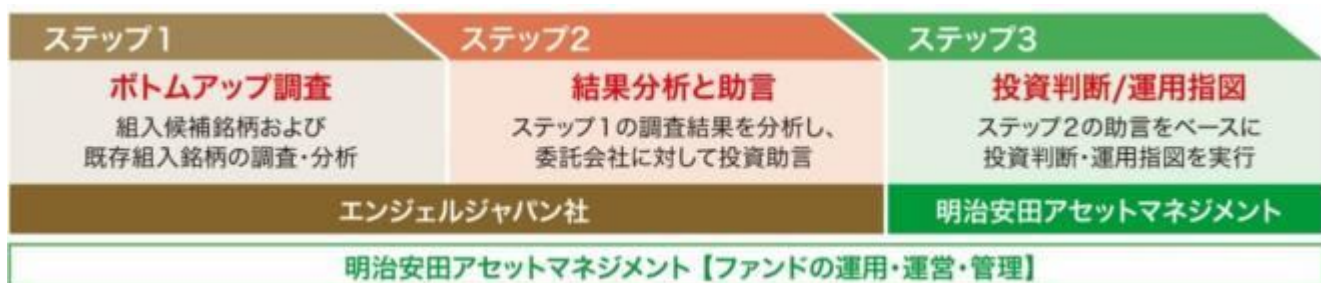 ステップ1
ボトムアップ調査
組入候補銘柄および
既存組入銘柄の調査・分析
ステップ2
結果分析と助言
ステップ1の調査結果を分析し、
委託会社に対して投資助言
ステップ3
投資判断/運用指図
ステップ2の助言をベースに
投資判断・運用指図を実行
エンジェルジャパン社
明治安田アセットマネジメント
明治安田アセットマネジメント【ファンドの運用・運営・管理】